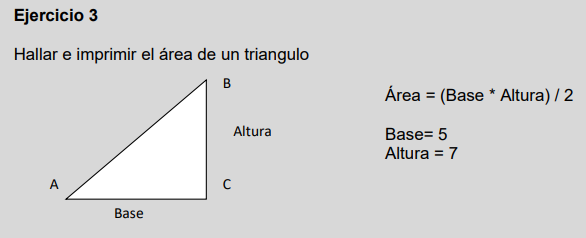 Ejercicio 3
Hallar e imprimir el área de un triangulo
B
Área = (Base * Altura) / 2
Altura
Base= 5
Altura = 7
A
C
Base